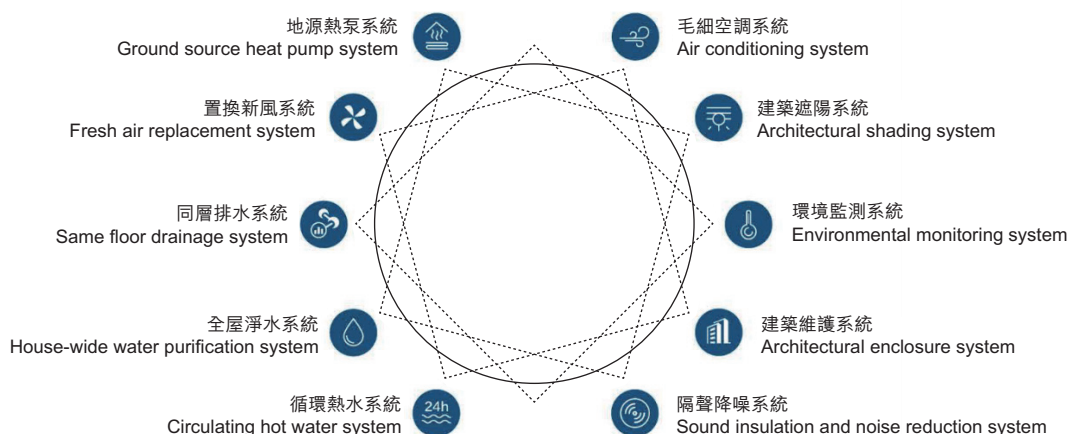 地源熱泵系統
Ground source heat pump system
毛細空調系統
Air conditioning system
置換新風系統
Fresh air replacement system
建築遮陽系統
Architectural shading system
同層排水系統
Same floor drainage system
環境監測系統
Environmental monitoring system
全屋淨水系統
House-wide water purification system
建築維護系統
Architectural enclosure system
循環熱水系統
Circulating hot water system
24h
隔聲降噪系統
Sound insulation and noise reduction system